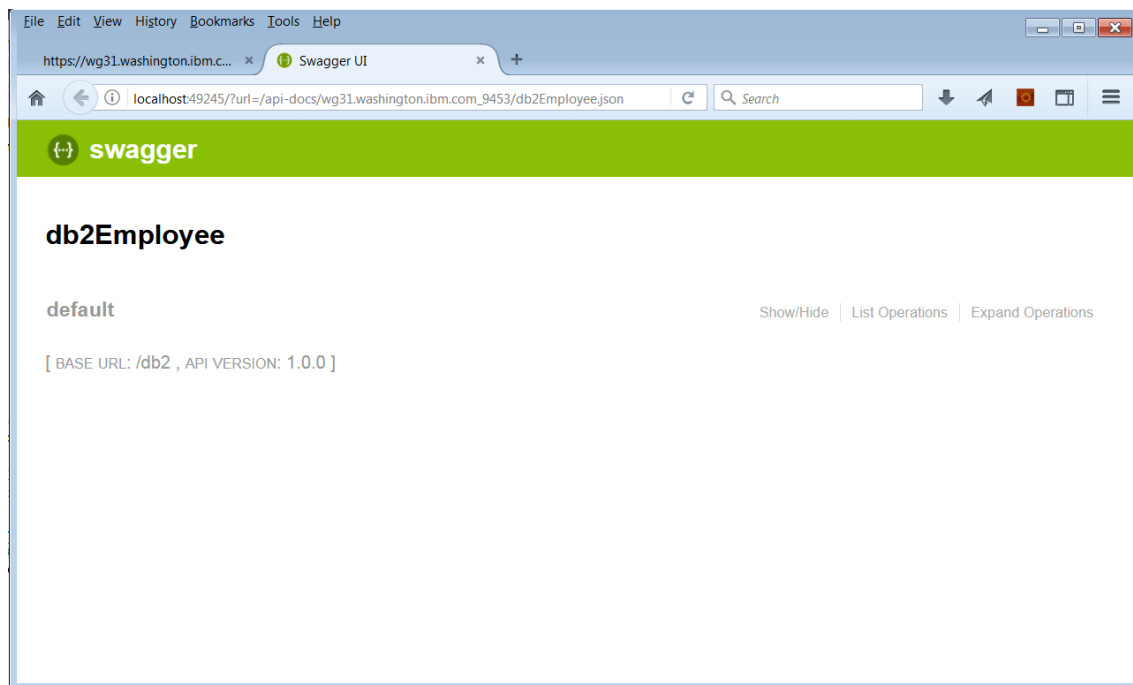 File Edit View History Bookmarks Tools Help
https://wg31.washington.ibm.c... × Swagger UI × +
localhost:49245/?url=/api-docs/wg31.washington.ibm.com_9453/db2Employee.json Search
{···} swagger
db2Employee
default Show/Hide List Operations Expand Operations
[ BASE URL: /db2 , API VERSION: 1.0.0 ]